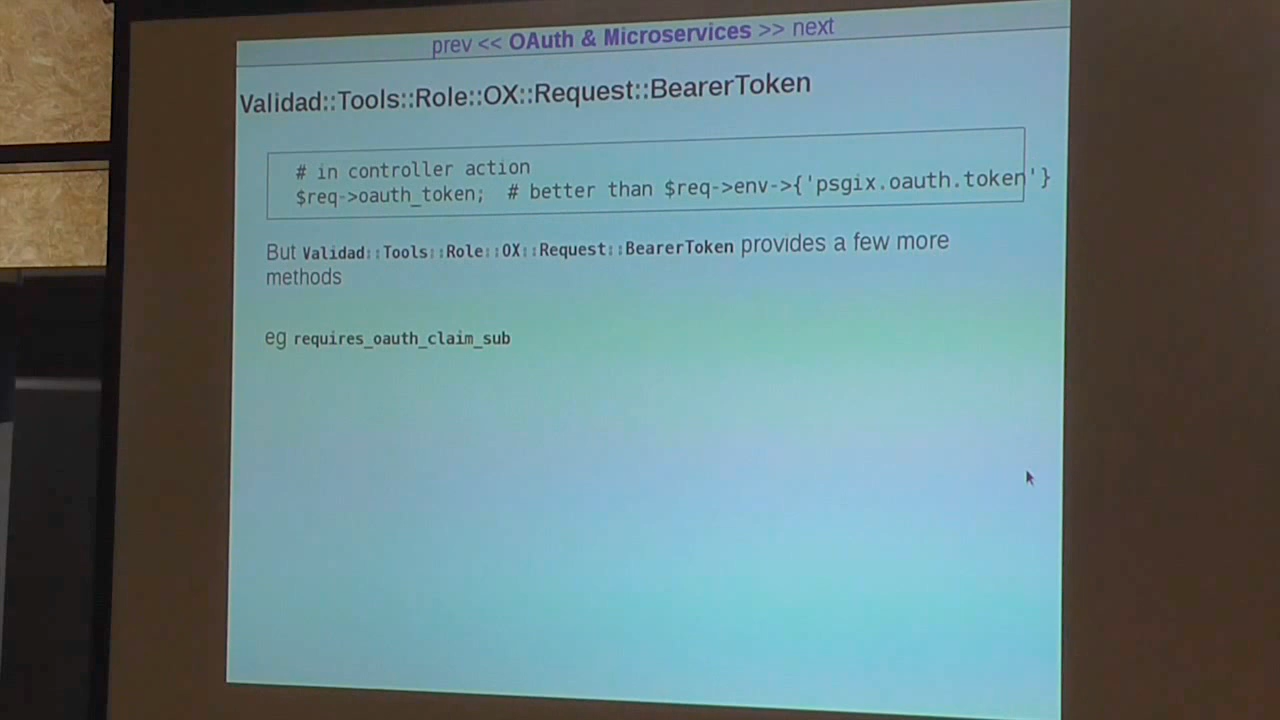 prev << OAuth & Microservices >> next
Validad::Tools::Role::OX::Request::BearerToken
# in controller action
$req->oauth_token;  # better than $req->env->{'psgix.oauth.token'}
But Validad::Tools::Role::OX::Request::BearerToken provides a few more
methods
eg requires_oauth_claim_sub